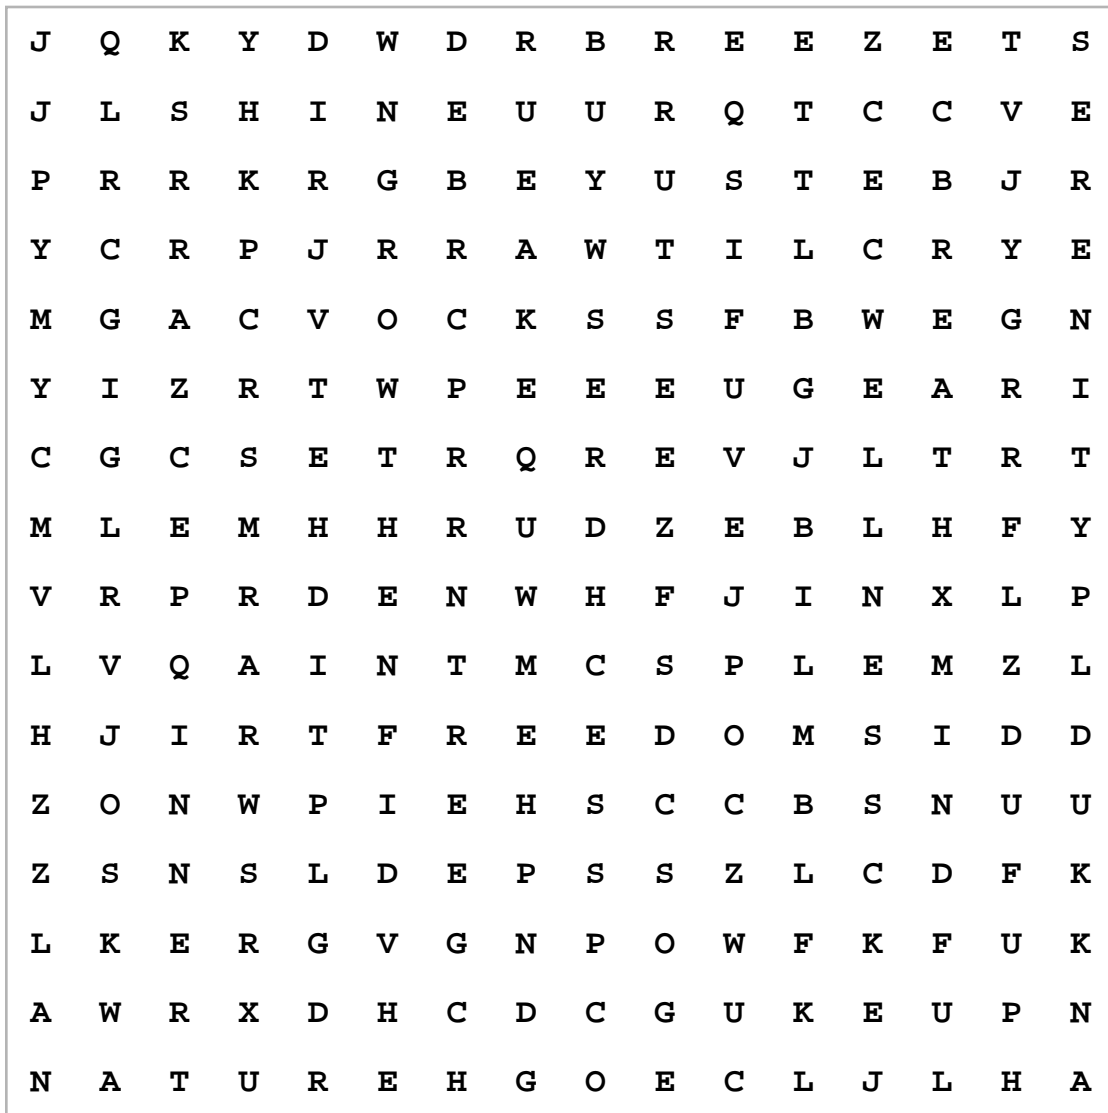 J Q K Y D W D R B R E E Z E T S
J L S H I N E U U R Q T C C V E
P R R K R G B E Y U S T E B J R
Y C R P J R R A W T I L C R Y E
M G A C V O C K S S F B W E G N
Y I Z R T W P E E E U G E A R I
C G C S E T R Q R E V J L T R T
M L E M H H R U D Z E B L H F Y
V R P R D E N W H F J I N X L P
L V Q A I N T M C S P L E M Z L
H J I R T F R E E D O M S I D D
Z O N W P I E H S C C B S N U U
Z S N S L D E P S S Z L C D F K
L K E R G V G N P O W F K F U K
A W R X D H C D C G U K E U P N
N A T U R E H G O E C L J L H A